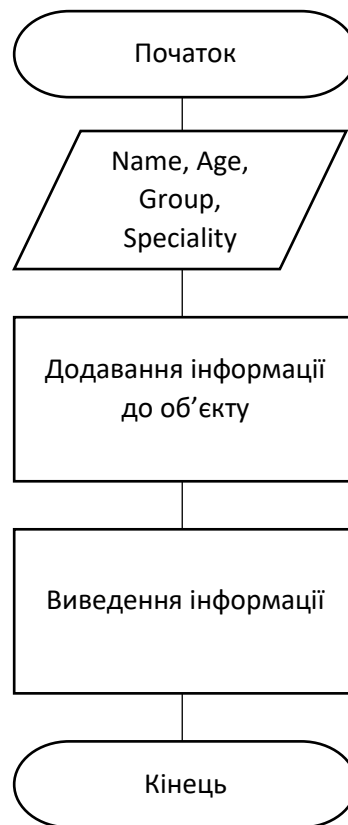 Початок
Name, Age,
Group,
Speciality
Додавання інформації
до об’єкту
Виведення інформації
Кінець